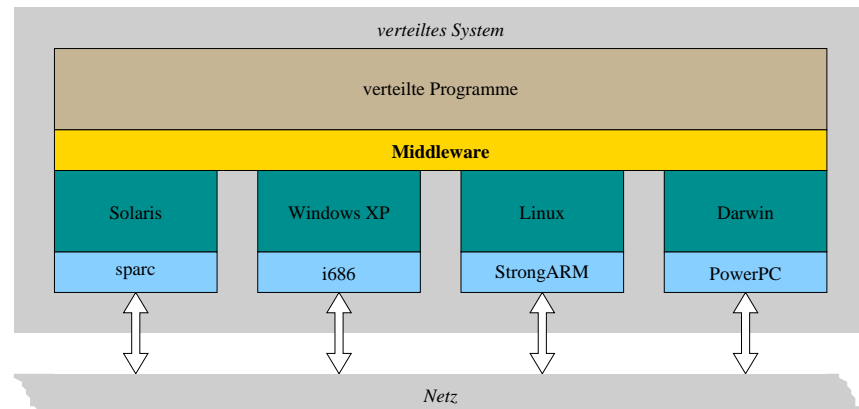 verteiltes System
verteilte Programme
Middleware
Solaris
Windows XP
Linux
Darwin
sparc
i686
StrongARM
PowerPC
Netz